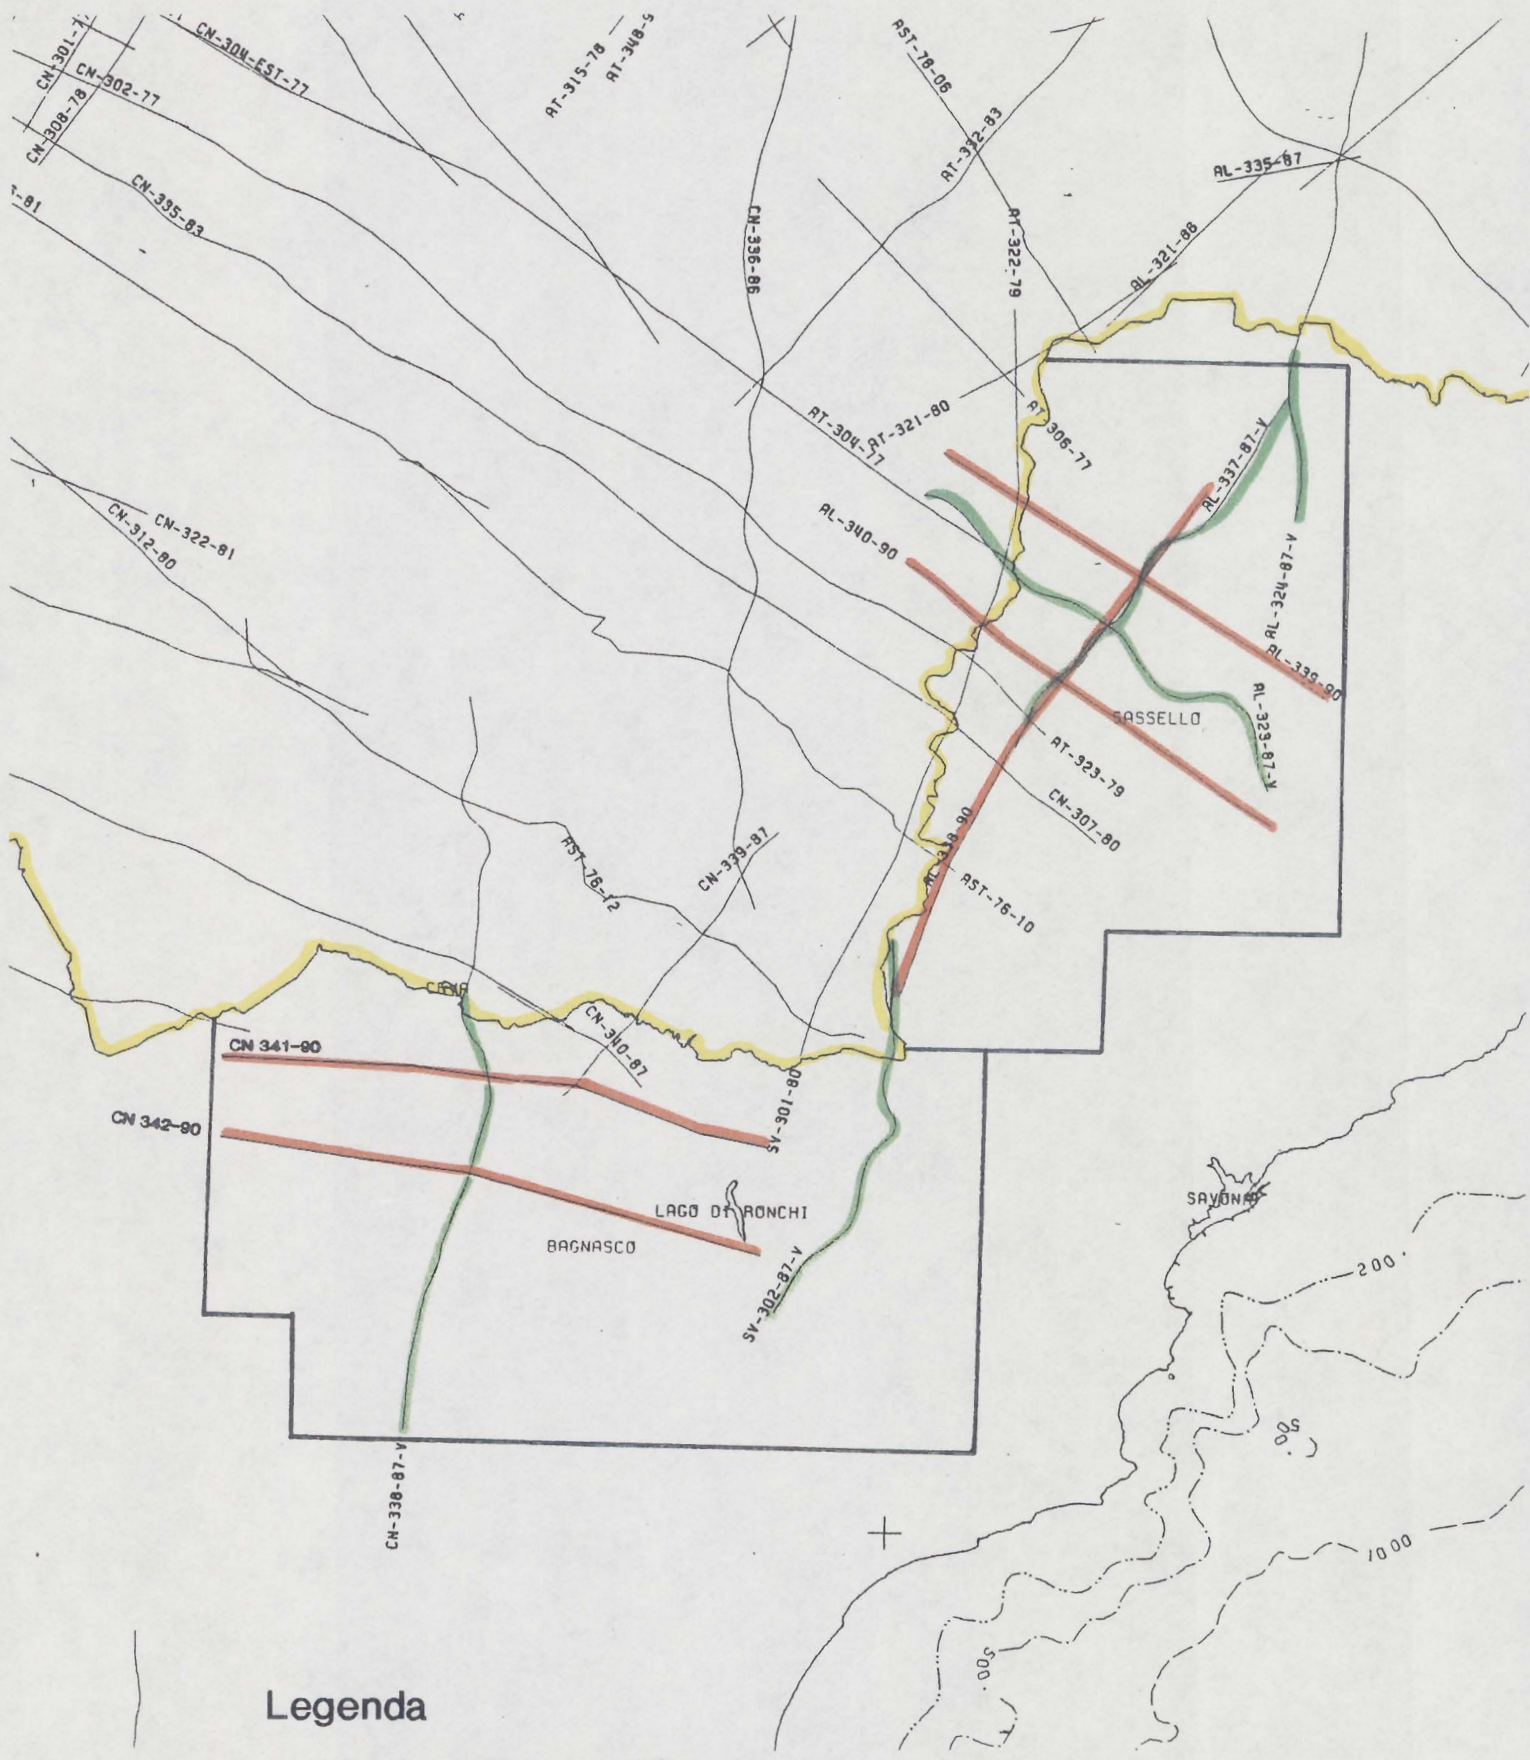 CN-301-7
CN-304-EST-77
AT-315-78
AT-348-
AST-78-06
CN-302-77
CN-308-78
AT-332-83
AL-335-87
CN-335-83
-81
CN-336-86
AT-322-79
AL-321-86
AT-304-77
AT-321-80
AT-306-77
AL-337-87-V
AL-340-90
CN-322-81
CN-312-80
AL-324-87-V
AL-339-90
SASSELLO
AL-323-87-V
AT-323-79
CN-307-80
AL-338-90
CN-339-87
AST-76-12
AST-76-10
CEVA
CN-340-87
CN 341-90
CN 342-90
SV-301-80
LAGO DI RONCHI
BAGNASCO
SAVONA
SV-302-87-V
200
500
CN-338-87-V
1000
500
Legenda